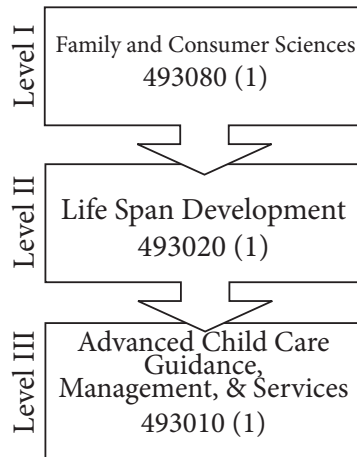 Level I
Family and Consumer Sciences
493080 (1)
Level II
Life Span Development
493020 (1)
Level III
Advanced Child Care
Guidance,
Management, & Services
493010 (1)